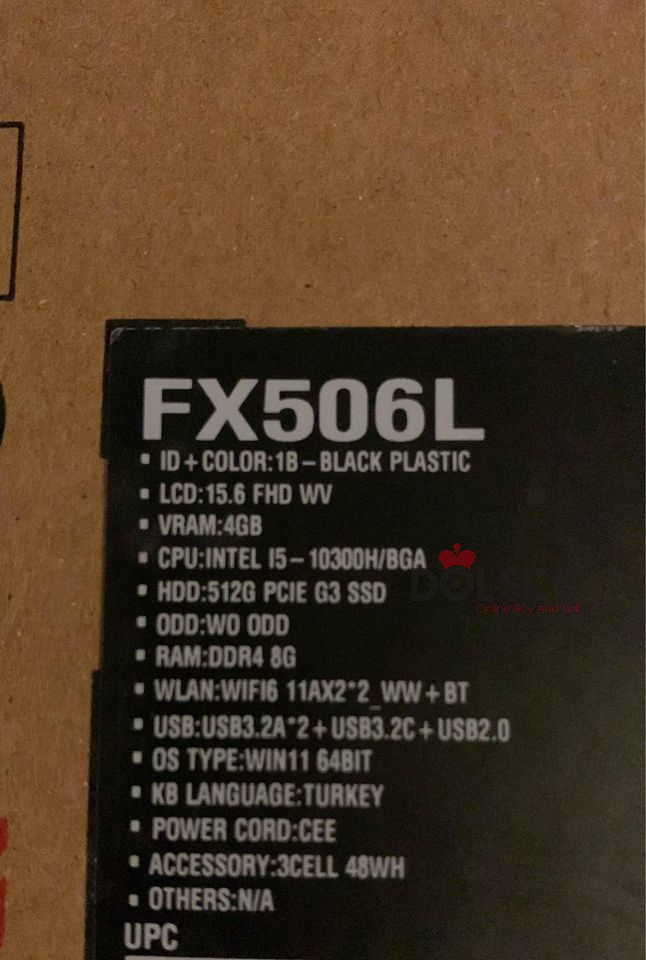 FX506L
▪ ID+COLOR:1B-BLACK PLASTIC
▪ LCD:15.6 FHD WV
▪ VRAM:4GB
▪ CPU:INTEL I5-10300H/BGA
▪ HDD:512G PCIE G3 SSD
▪ ODD:WO ODD
▪ RAM:DDR4 8G
▪ WLAN:WIFI6 11AX2*2_WW+BT
▪ USB:USB3.2A*2+USB3.2C+USB2.0
▪ OS TYPE:WIN11 64BIT
▪ KB LANGUAGE:TURKEY
▪ POWER CORD:CEE
▪ ACCESSORY:3CELL 48WH
▪ OTHERS:N/A
UPC